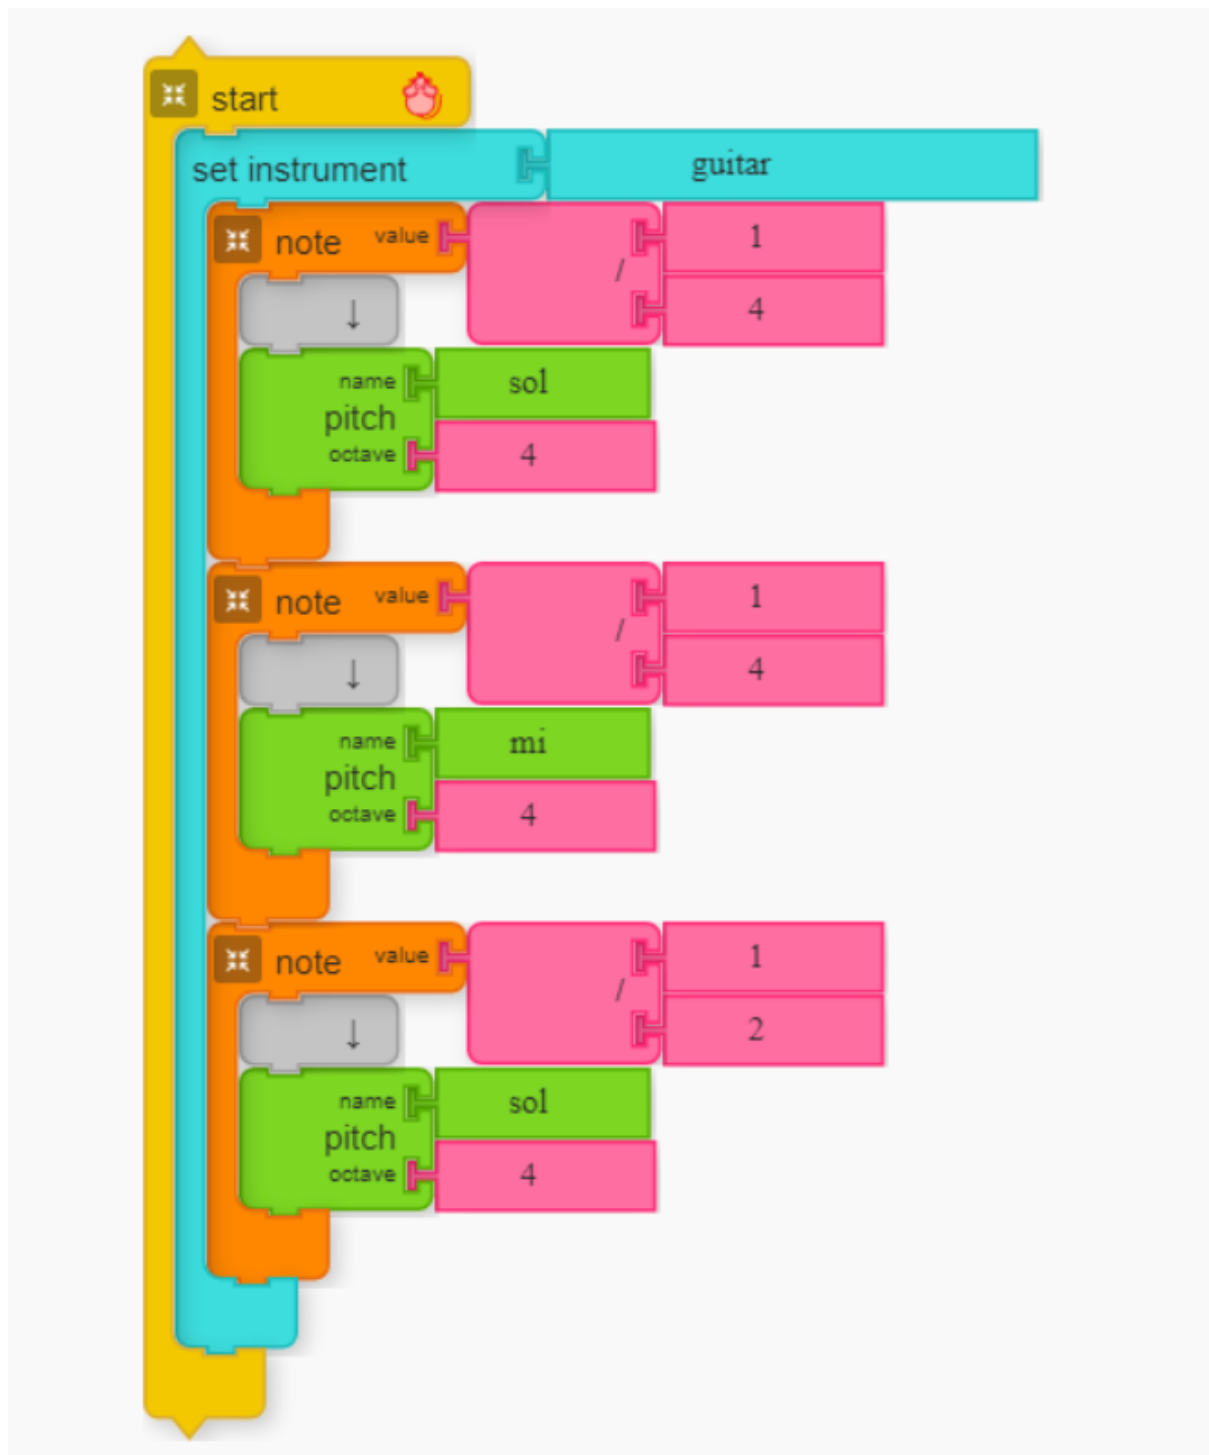 start
set instrument guitar
note value / 1
4
↓
name sol
pitch
octave 4
note value / 1
4
↓
name mi
pitch
octave 4
note value / 1
2
↓
name sol
pitch
octave 4